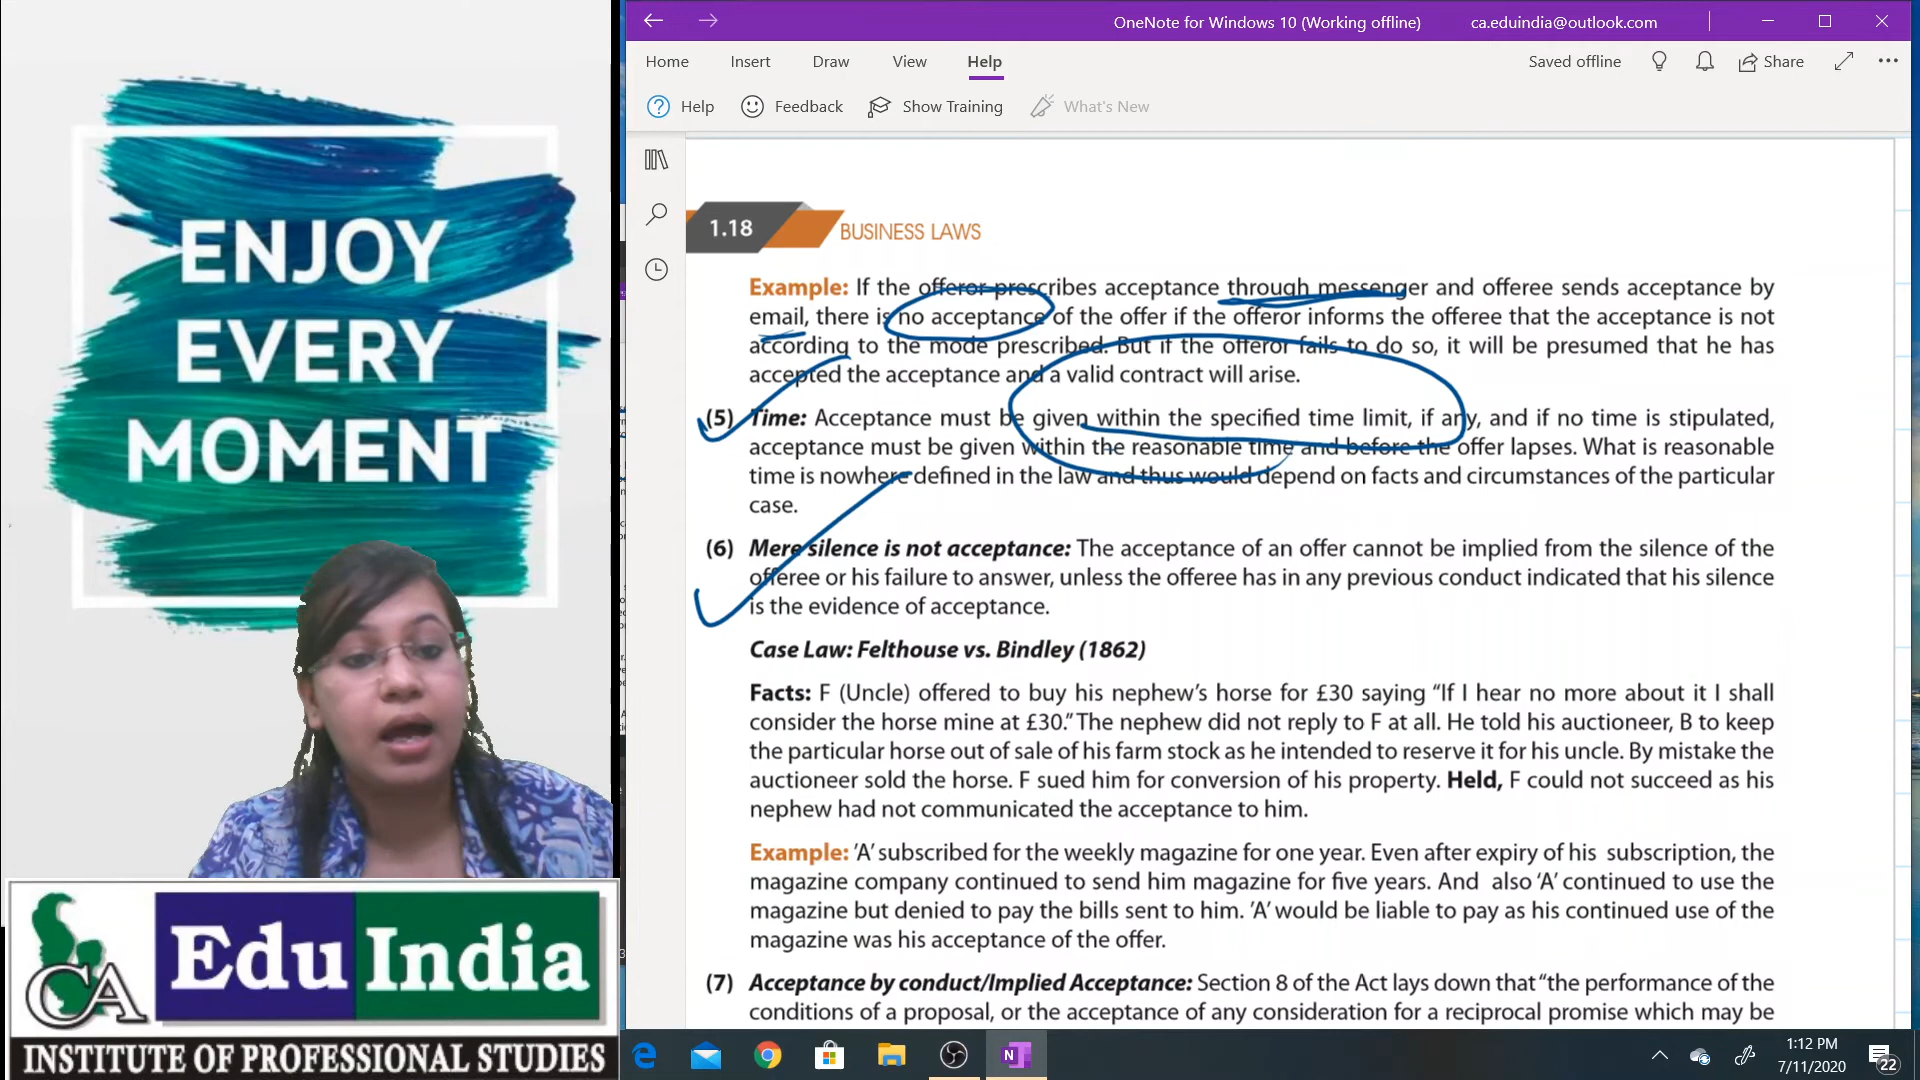 ENJOY
EVERY
MOMENT
CA
Edu India
INSTITUTE OF PROFESSIONAL STUDIES
OneNote for Windows 10 (Working offline)
ca.eduindia@outlook.com
Home Insert Draw View Help
Saved offline
Share
Help Feedback Show Training What's New
1.18 BUSINESS LAWS
Example: If the offeror prescribes acceptance through messenger and offeree sends acceptance by
email, there is no acceptance of the offer if the offeror informs the offeree that the acceptance is not
according to the mode prescribed. But if the offeror fails to do so, it will be presumed that he has
accepted the acceptance and a valid contract will arise.
(5) Time: Acceptance must be given within the specified time limit, if any, and if no time is stipulated,
acceptance must be given within the reasonable time and before the offer lapses. What is reasonable
time is nowhere defined in the law and thus would depend on facts and circumstances of the particular
case.
(6) Mere silence is not acceptance: The acceptance of an offer cannot be implied from the silence of the
offeree or his failure to answer, unless the offeree has in any previous conduct indicated that his silence
is the evidence of acceptance.
Case Law: Felthouse vs. Bindley (1862)
Facts: F (Uncle) offered to buy his nephew's horse for £30 saying “If I hear no more about it I shall
consider the horse mine at £30.” The nephew did not reply to F at all. He told his auctioneer, B to keep
the particular horse out of sale of his farm stock as he intended to reserve it for his uncle. By mistake the
auctioneer sold the horse. F sued him for conversion of his property. Held, F could not succeed as his
nephew had not communicated the acceptance to him.
Example: ‘A’ subscribed for the weekly magazine for one year. Even after expiry of his subscription, the
magazine company continued to send him magazine for five years. And also ‘A’ continued to use the
magazine but denied to pay the bills sent to him. ‘A’ would be liable to pay as his continued use of the
magazine was his acceptance of the offer.
(7) Acceptance by conduct/Implied Acceptance: Section 8 of the Act lays down that “the performance of the
conditions of a proposal, or the acceptance of any consideration for a reciprocal promise which may be
1:12 PM
7/11/2020
22